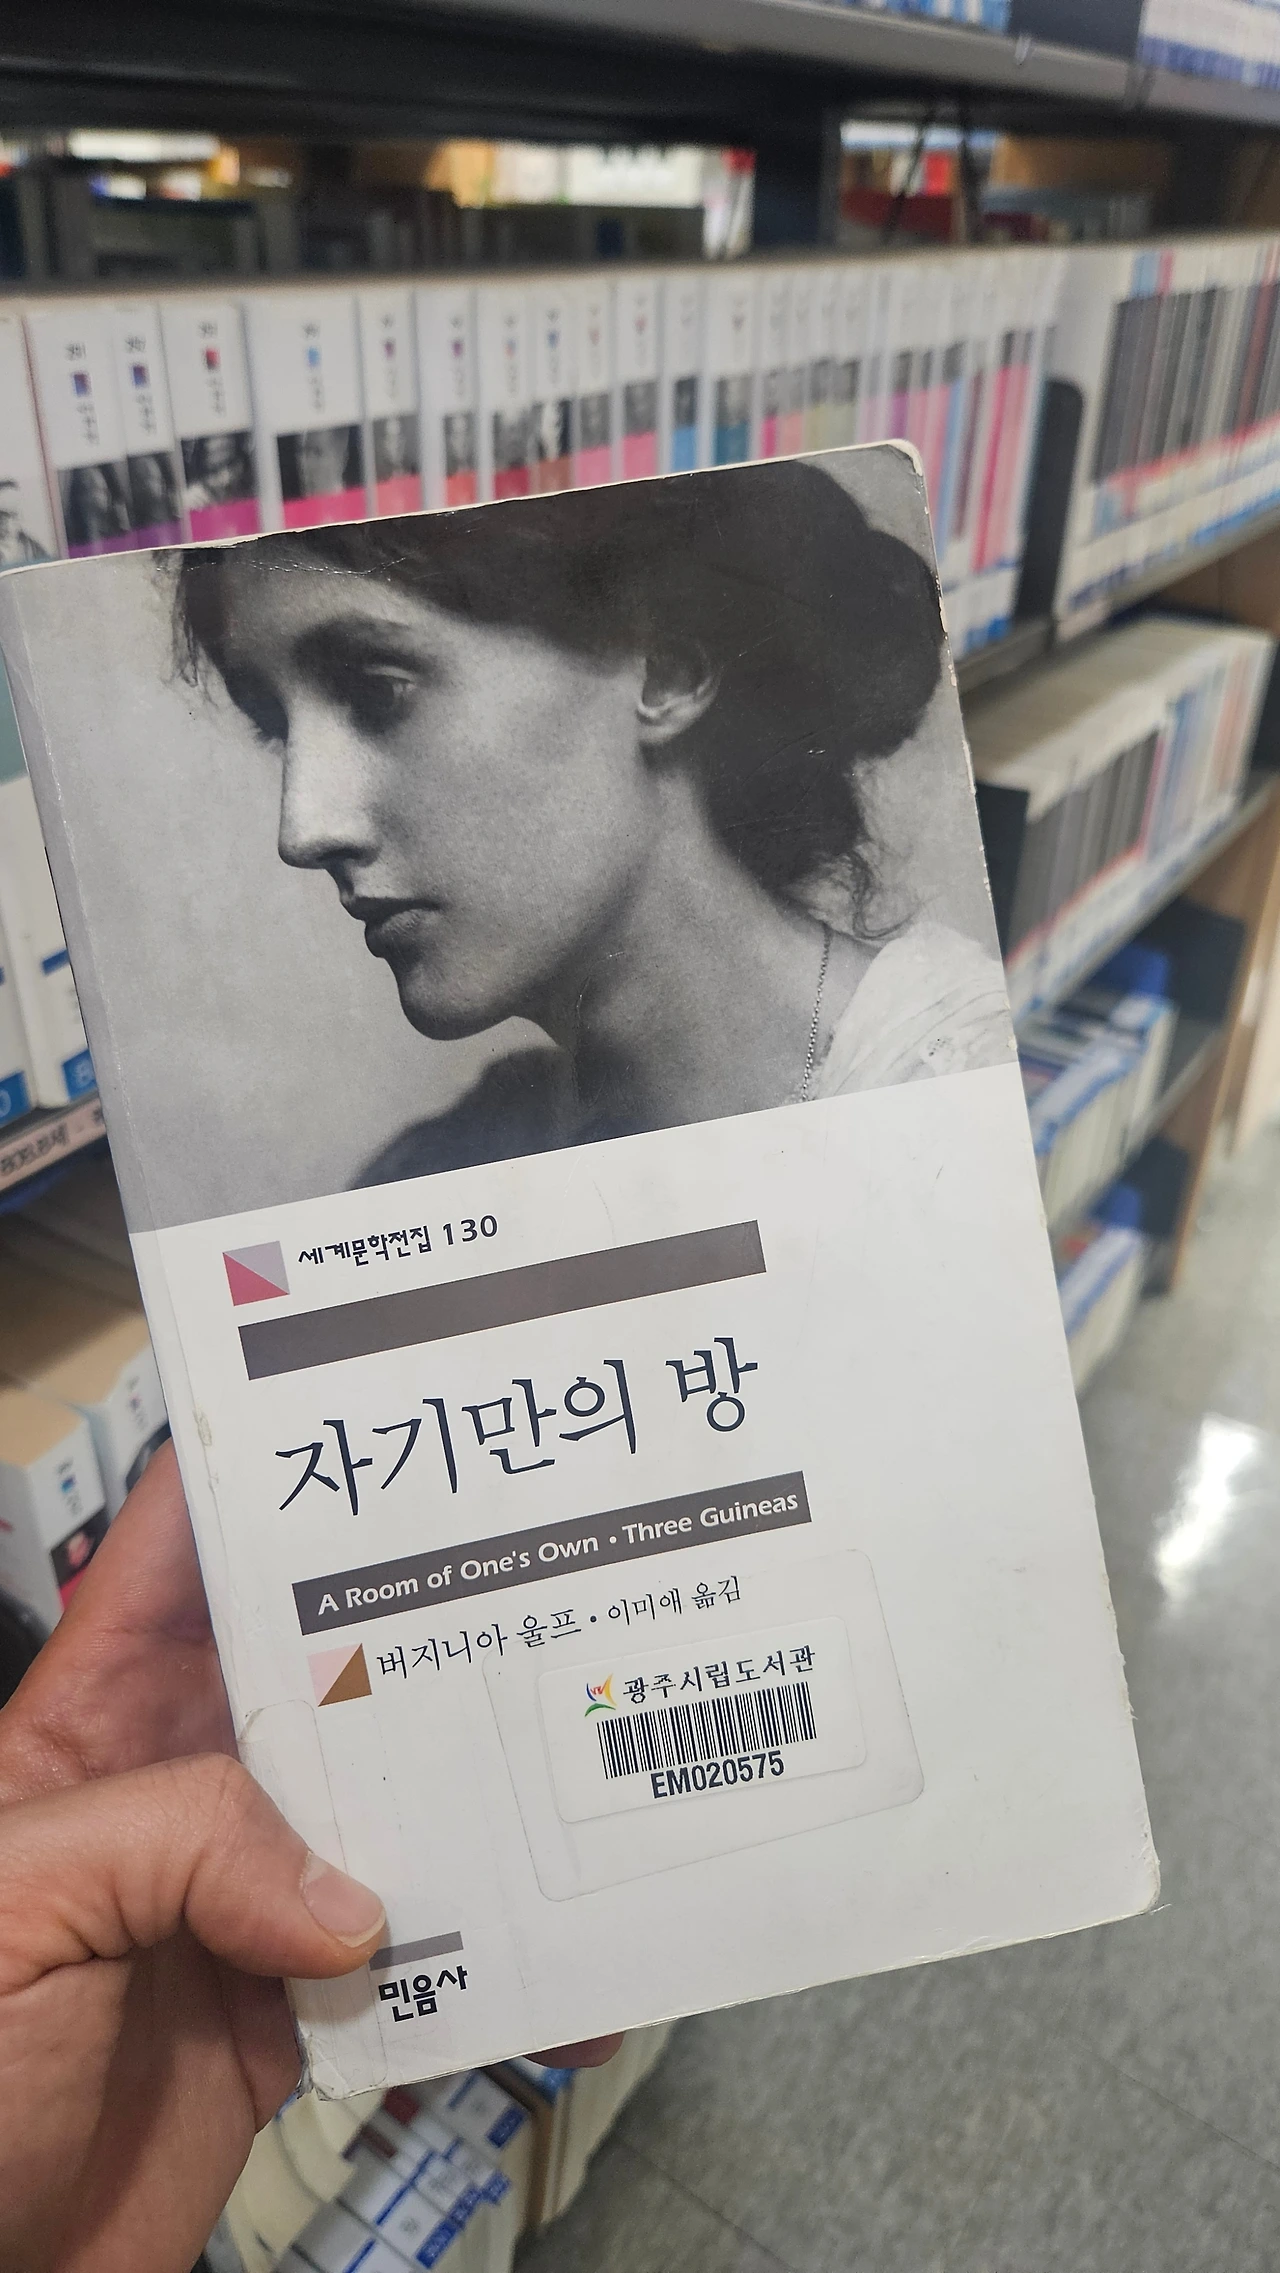 세계문학전집 130
자기만의 방
A Room of One's Own • Three Guineas
버지니아 울프 • 이미애 옮김
광주시립도서관
EM020575
민음사